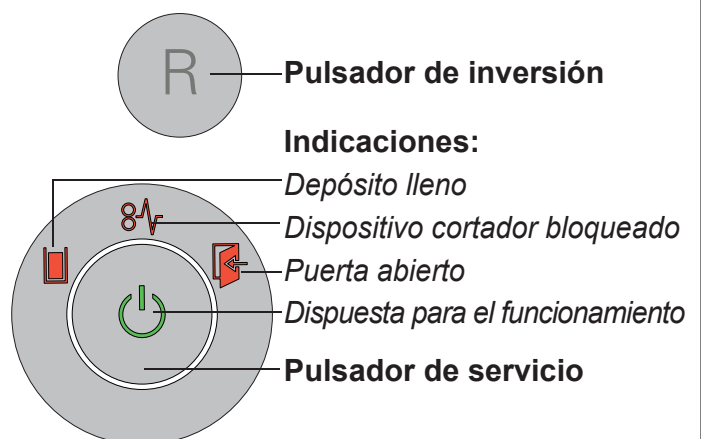 R
Pulsador de inversión
Indicaciones:
Depósito lleno
Dispositivo cortador bloqueado
Puerta abierto
Dispuesta para el funcionamiento
Pulsador de servicio